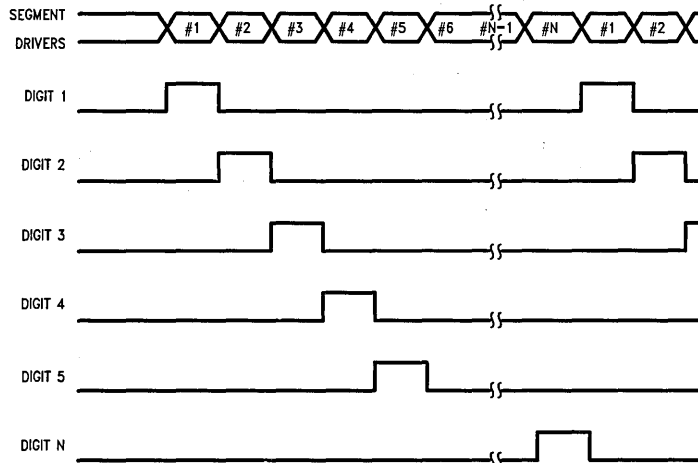 SEGMENT
DRIVERS
#1 #2 #3 #4 #5 #6 #N-1 #N #1 #2
DIGIT 1
DIGIT 2
DIGIT 3
DIGIT 4
DIGIT 5
DIGIT N